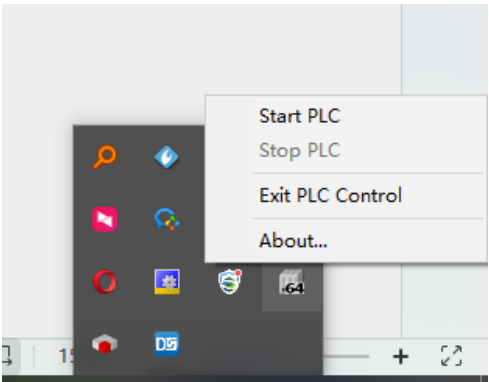 Start PLC
Stop PLC
Exit PLC Control
About...
.64